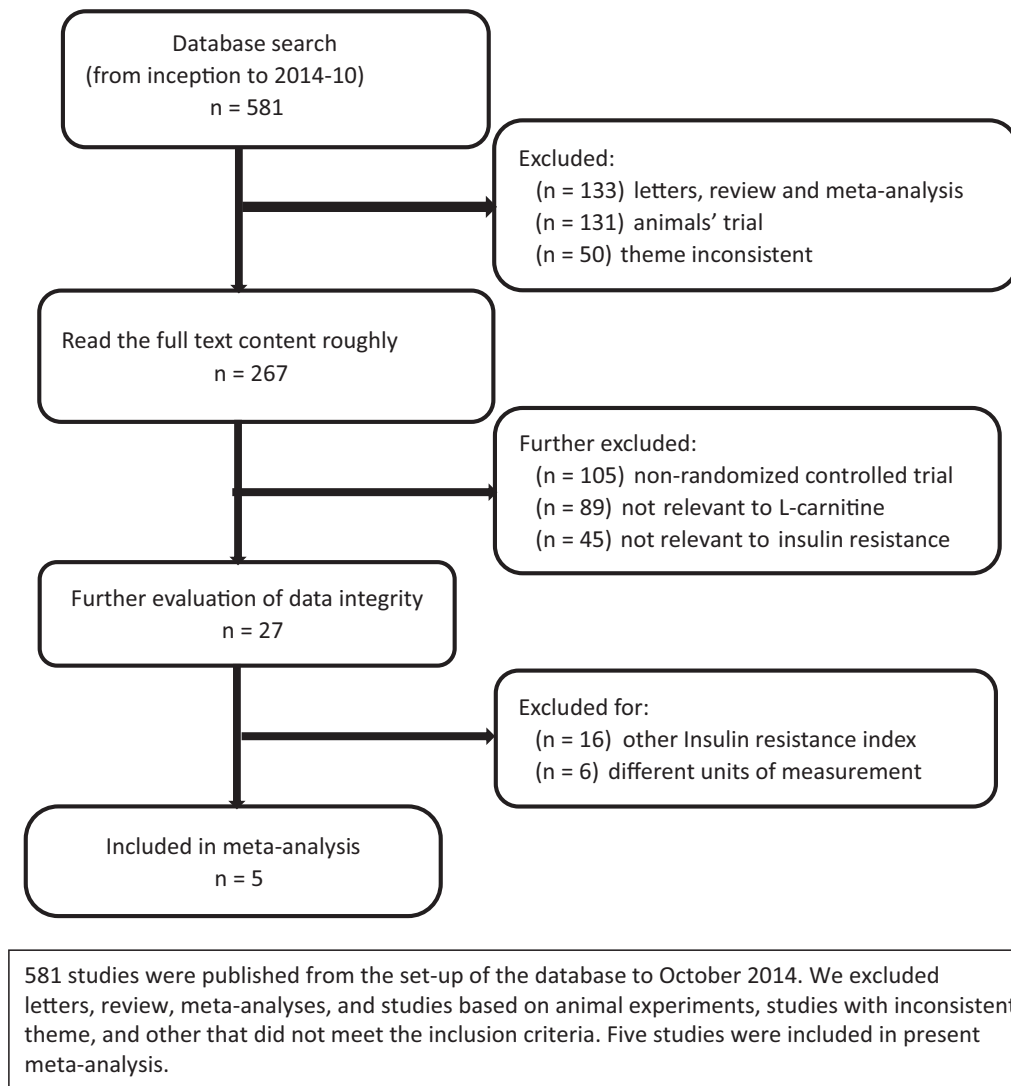 Database search
(from inception to 2014-10)
n = 581
Excluded:
(n = 133) letters, review and meta-analysis
(n = 131) animals' trial
(n = 50) theme inconsistent
Read the full text content roughly
n = 267
Further excluded:
(n = 105) non-randomized controlled trial
(n = 89) not relevant to L-carnitine
(n = 45) not relevant to insulin resistance
Further evaluation of data integrity
n = 27
Excluded for:
(n = 16) other Insulin resistance index
(n = 6) different units of measurement
Included in meta-analysis
n = 5
581 studies were published from the set-up of the database to October 2014. We excluded
letters, review, meta-analyses, and studies based on animal experiments, studies with inconsistent
theme, and other that did not meet the inclusion criteria. Five studies were included in present
meta-analysis.